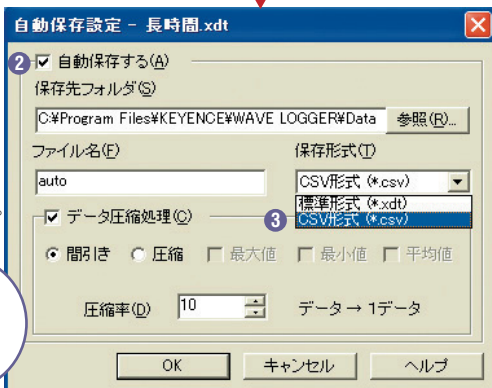 自動保存設定 - 長時間.xdt
2 自動保存する(A)
保存先フォルダ(S)
C:¥Program Files¥KEYENCE¥WAVE LOGGER¥Data 参照(R)...
ファイル名(F) 保存形式(T)
auto CSV形式 (*.csv)
標準形式 (*.xdt)
データ圧縮処理(C) 3 CSV形式 (*.csv)
間引き 圧縮 最大値 最小値 平均値
圧縮率(D) 10 データ → 1データ
OK キャンセル ヘルプ